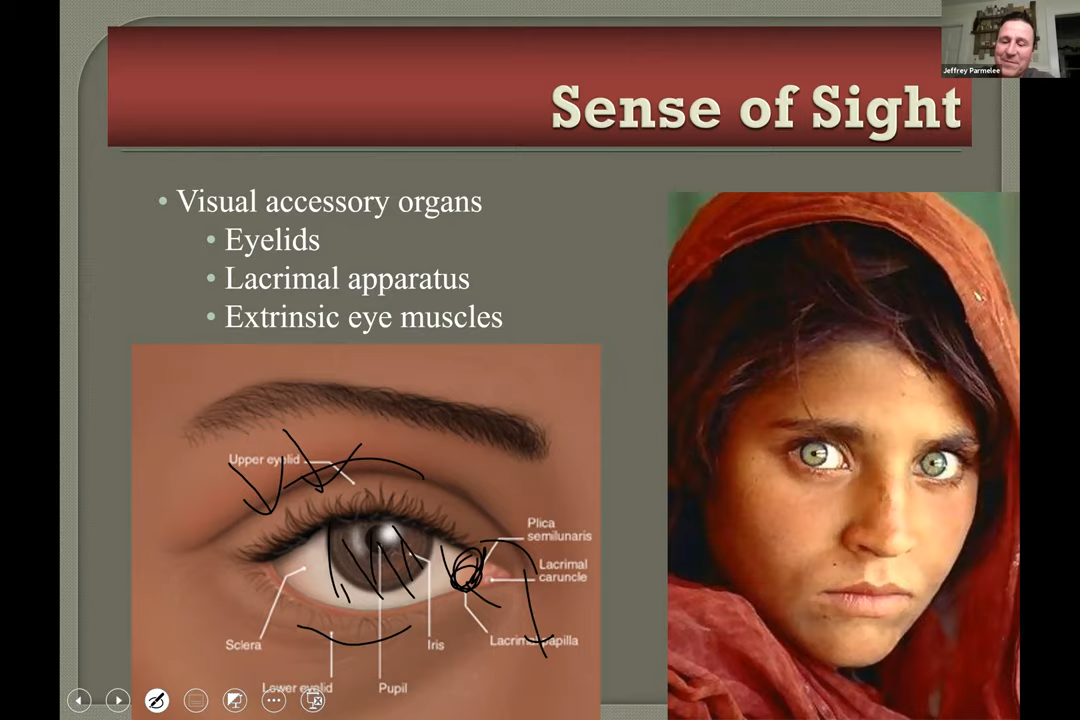 Jeffrey Parmelee
Sense of Sight
• Visual accessory organs
• Eyelids
• Lacrimal apparatus
• Extrinsic eye muscles
Upper eyelid
Plica
semilunaris
Lacrimal
caruncle
Sclera
Iris
Lacrimal papilla
Lower eyelid
Pupil